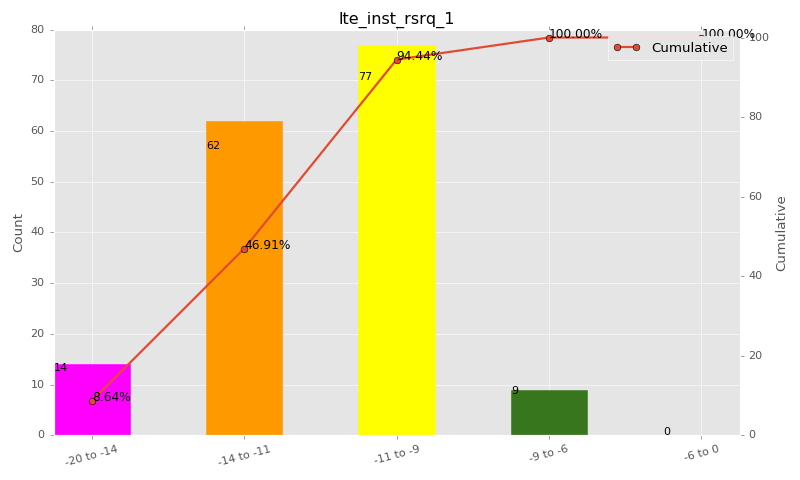 lte_inst_rsrq_1
80
70
60
50
40
30
20
10
0
Count
100
80
60
40
20
0
Cumulative
Cumulative
14
62
77
9
0
8.64%
46.91%
94.44%
100.00%
100.00%
-20 to -14
-14 to -11
-11 to -9
-9 to -6
-6 to 0